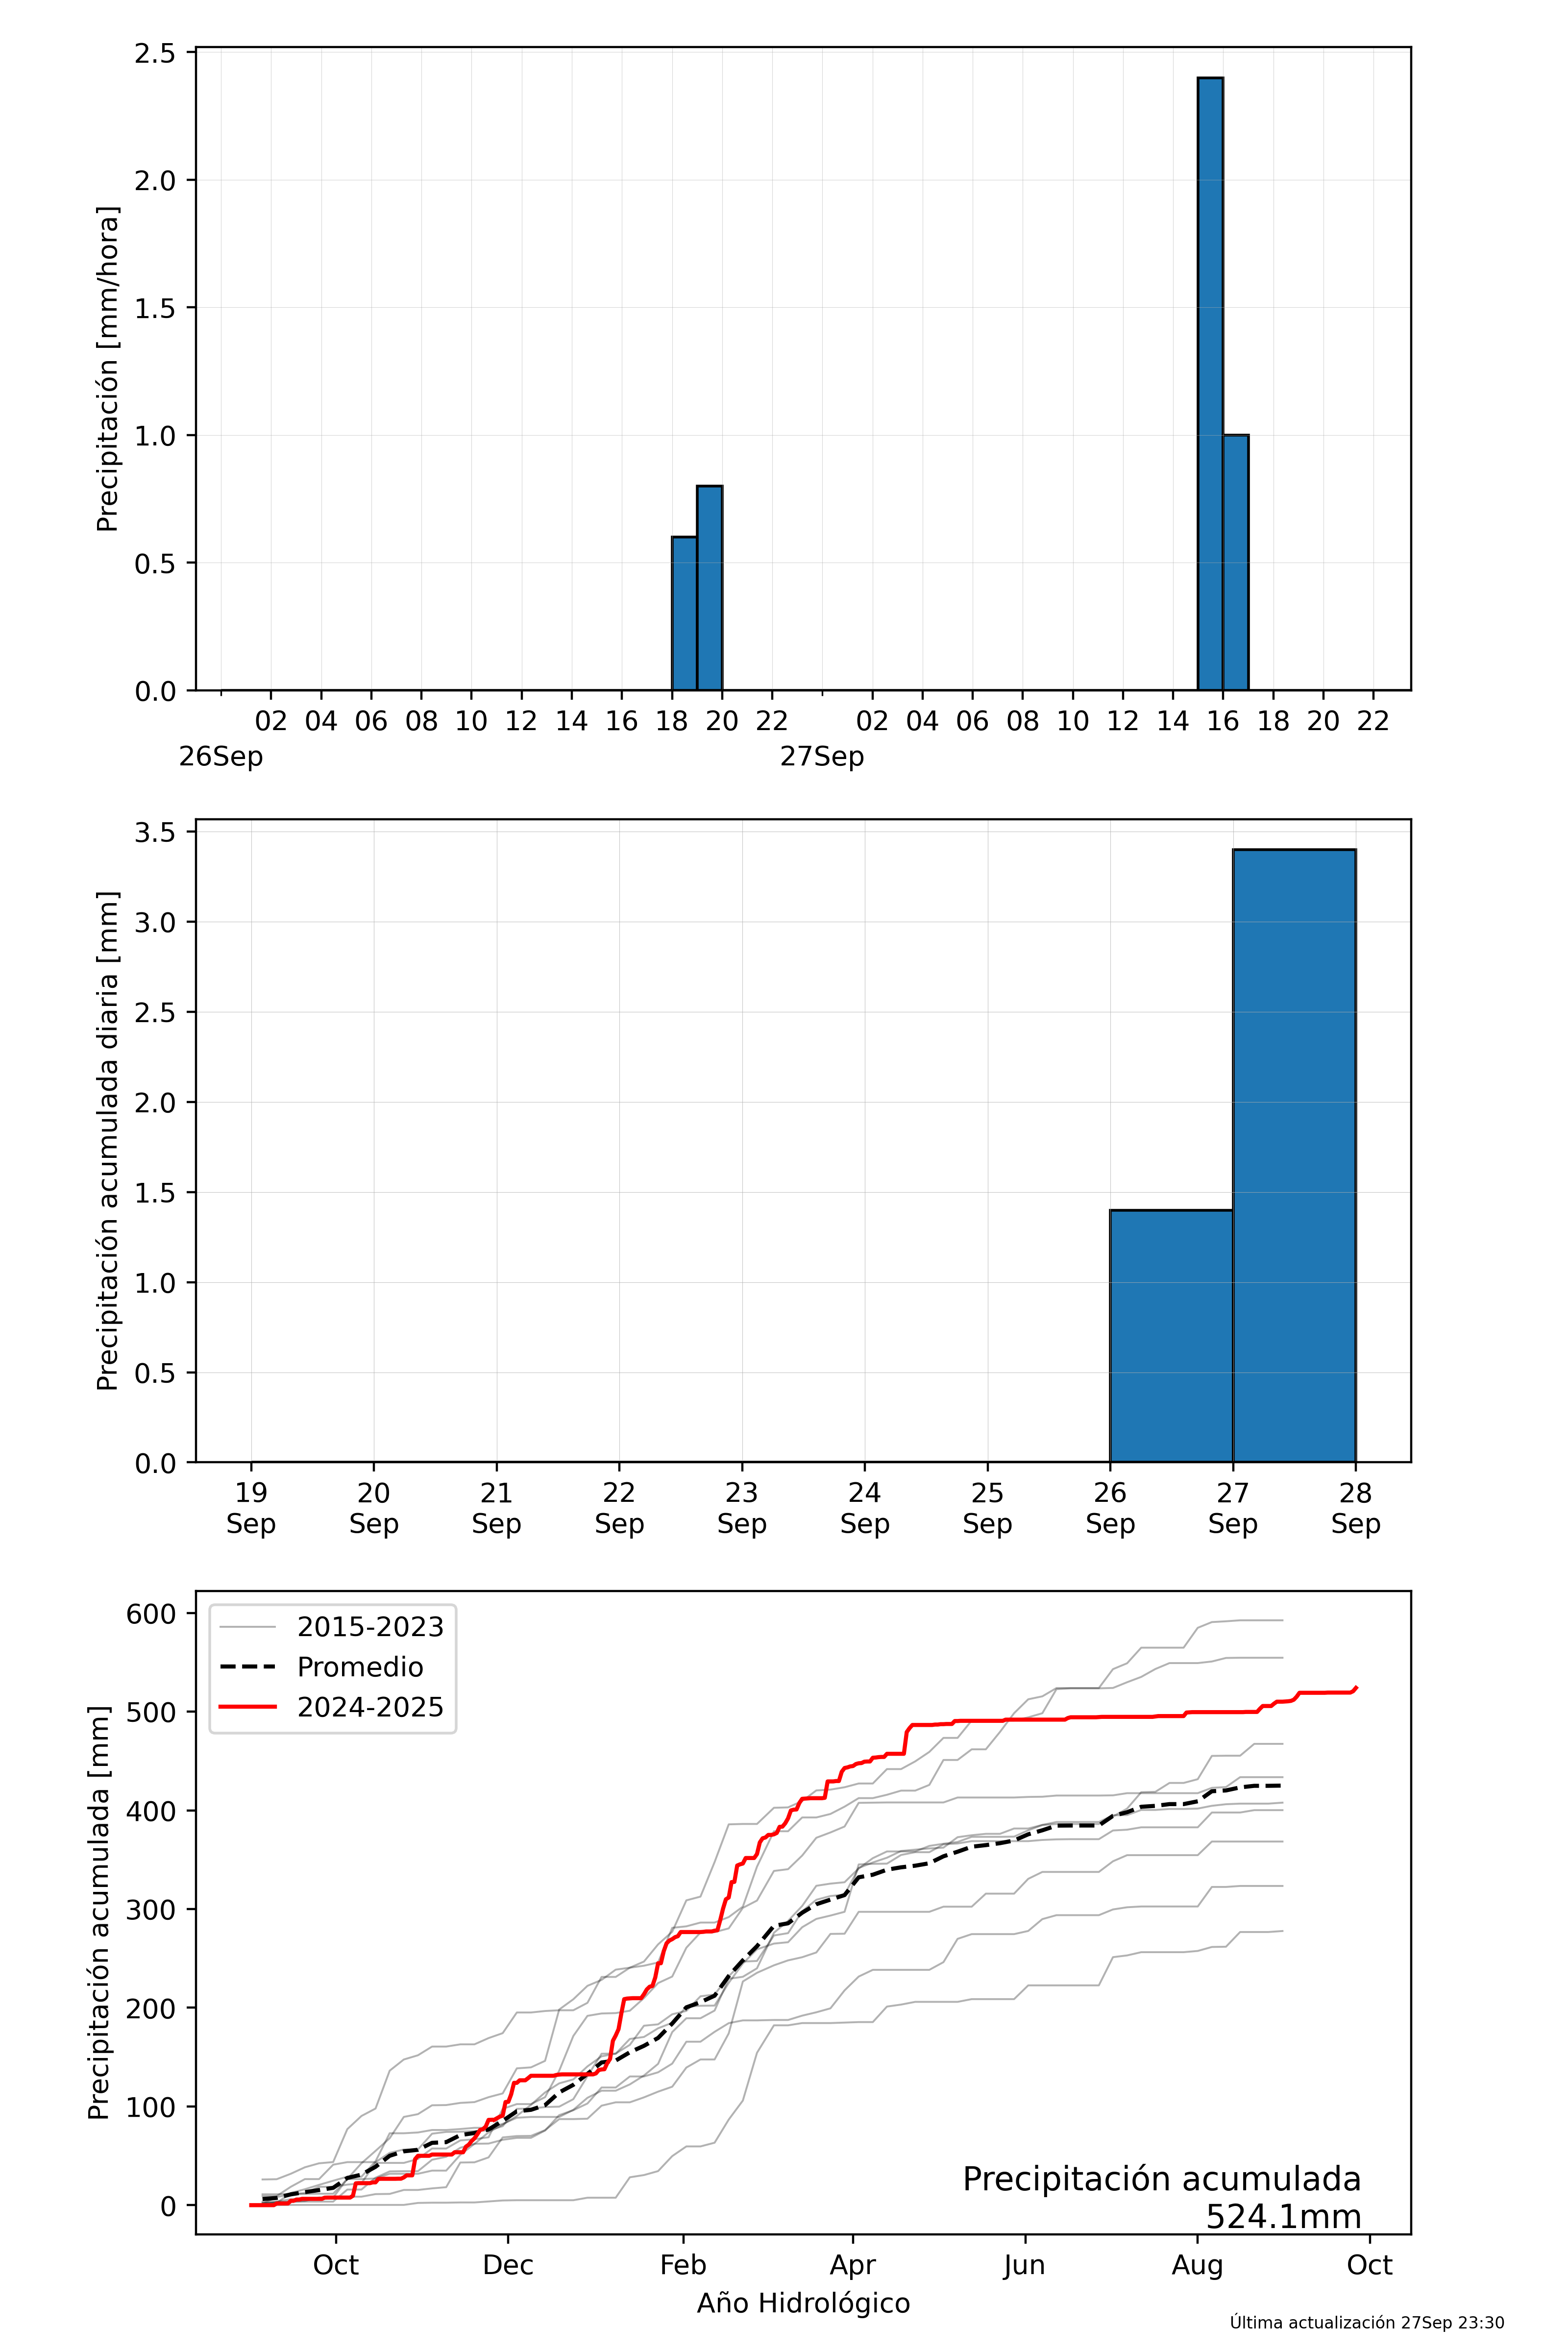 2.5
2.0
1.5
1.0
0.5
0.0
Precipitación [mm/hora]
02 04 06 08 10 12 14 16 18 20 22 02 04 06 08 10 12 14 16 18 20 22
26Sep 27Sep
3.5
3.0
2.5
2.0
1.5
1.0
0.5
0.0
Precipitación acumulada diaria [mm]
19 20 21 22 23 24 25 26 27 28
Sep Sep Sep Sep Sep Sep Sep Sep Sep Sep
600
500
400
300
200
100
0
Precipitación acumulada [mm]
2015-2023
Promedio
2024-2025
Precipitación acumulada
524.1mm
Oct Dec Feb Apr Jun Aug Oct
Año Hidrológico
Última actualización 27Sep 23:30